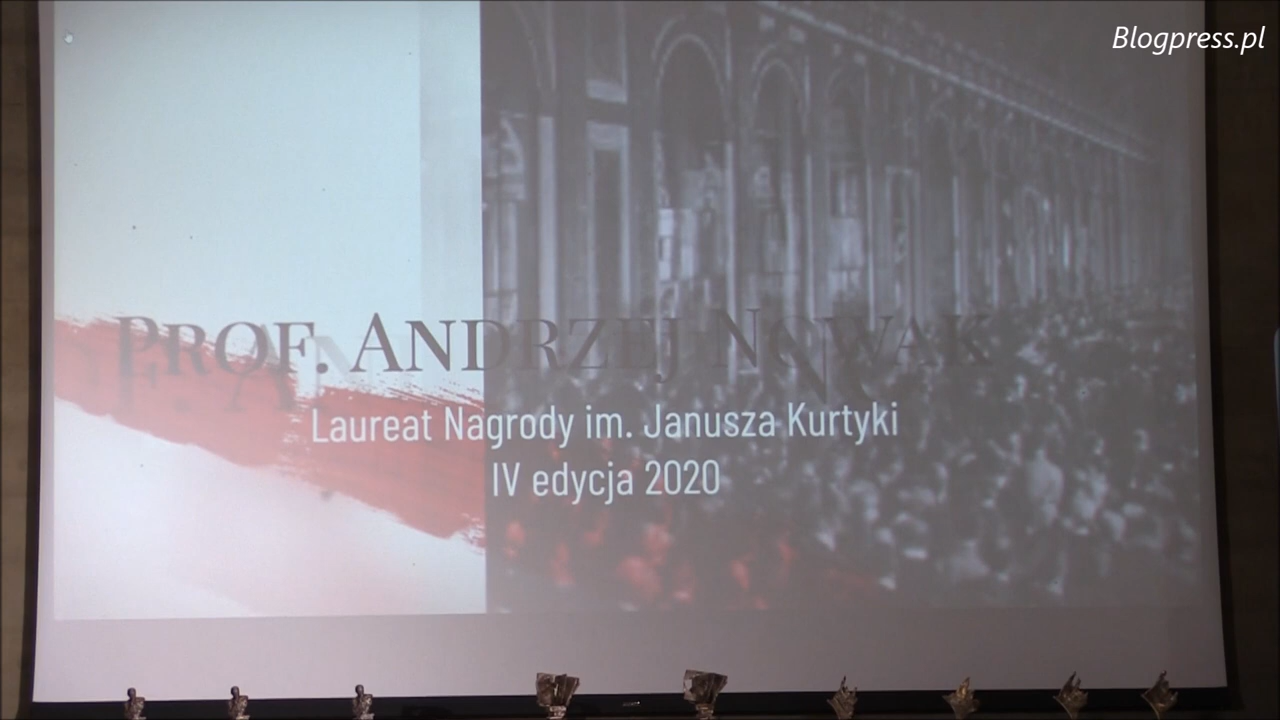 Blogpress.pl
PROF. ANDRZEJ NOWAK
Laureat Nagrody im. Janusza Kurtyki
IV edycja 2020